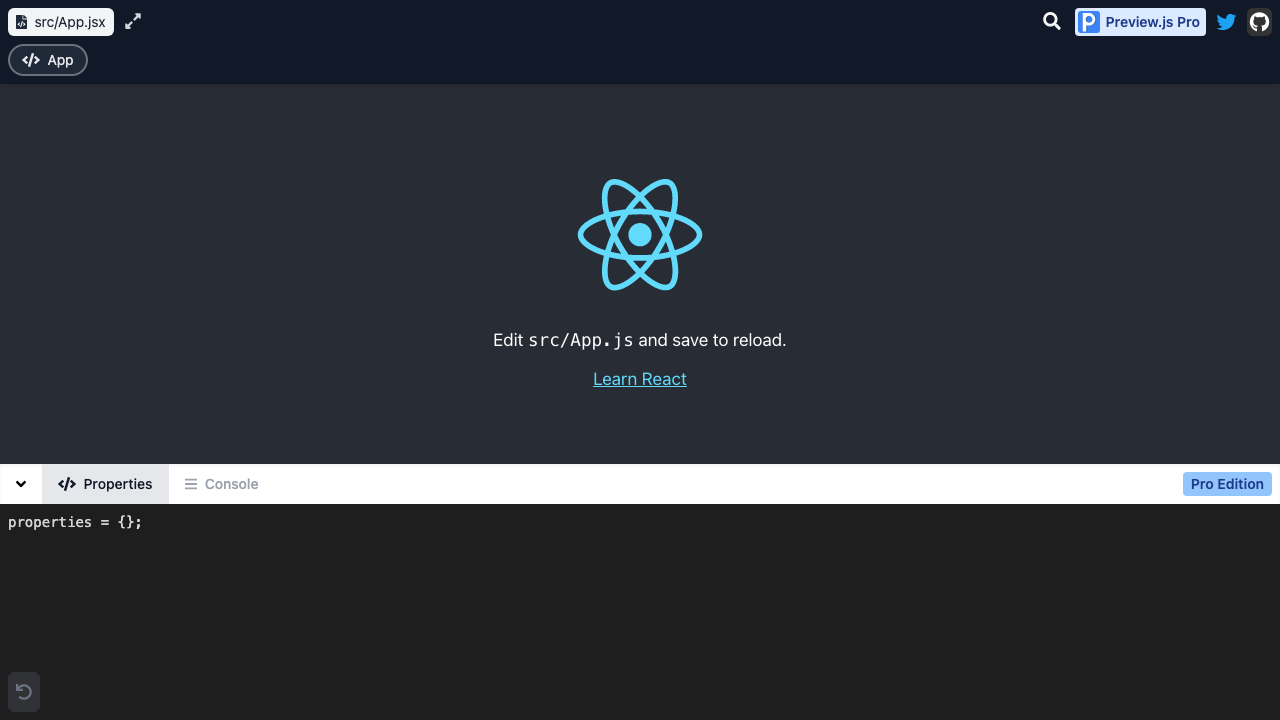 src/App.jsx
Preview.js Pro
App
Edit src/App.js and save to reload.
Learn React
Properties
Console
Pro Edition
properties = {};